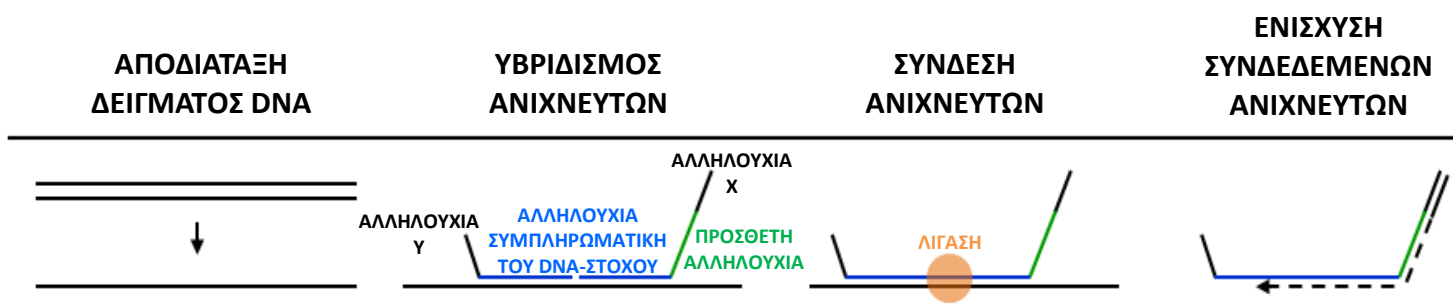 ΑΠΟΔΙΑΤΑΞΗ
ΔΕΙΓΜΑΤΟΣ DNA
ΥΒΡΙΔΙΣΜΟΣ
ΑΝΙΧΝΕΥΤΩΝ
ΣΥΝΔΕΣΗ
ΑΝΙΧΝΕΥΤΩΝ
ΕΝΙΣΧΥΣΗ
ΣΥΝΔΕΔΕΜΕΝΩΝ
ΑΝΙΧΝΕΥΤΩΝ
ΑΛΛΗΛΟΥΧΙΑ
Υ
ΑΛΛΗΛΟΥΧΙΑ
ΣΥΜΠΛΗΡΩΜΑΤΙΚΗ
ΤΟΥ DNA-ΣΤΟΧΟΥ
ΑΛΛΗΛΟΥΧΙΑ
Χ
ΠΡΟΣΘΕΤΗ
ΑΛΛΗΛΟΥΧΙΑ
ΛΙΓΑΣΗ